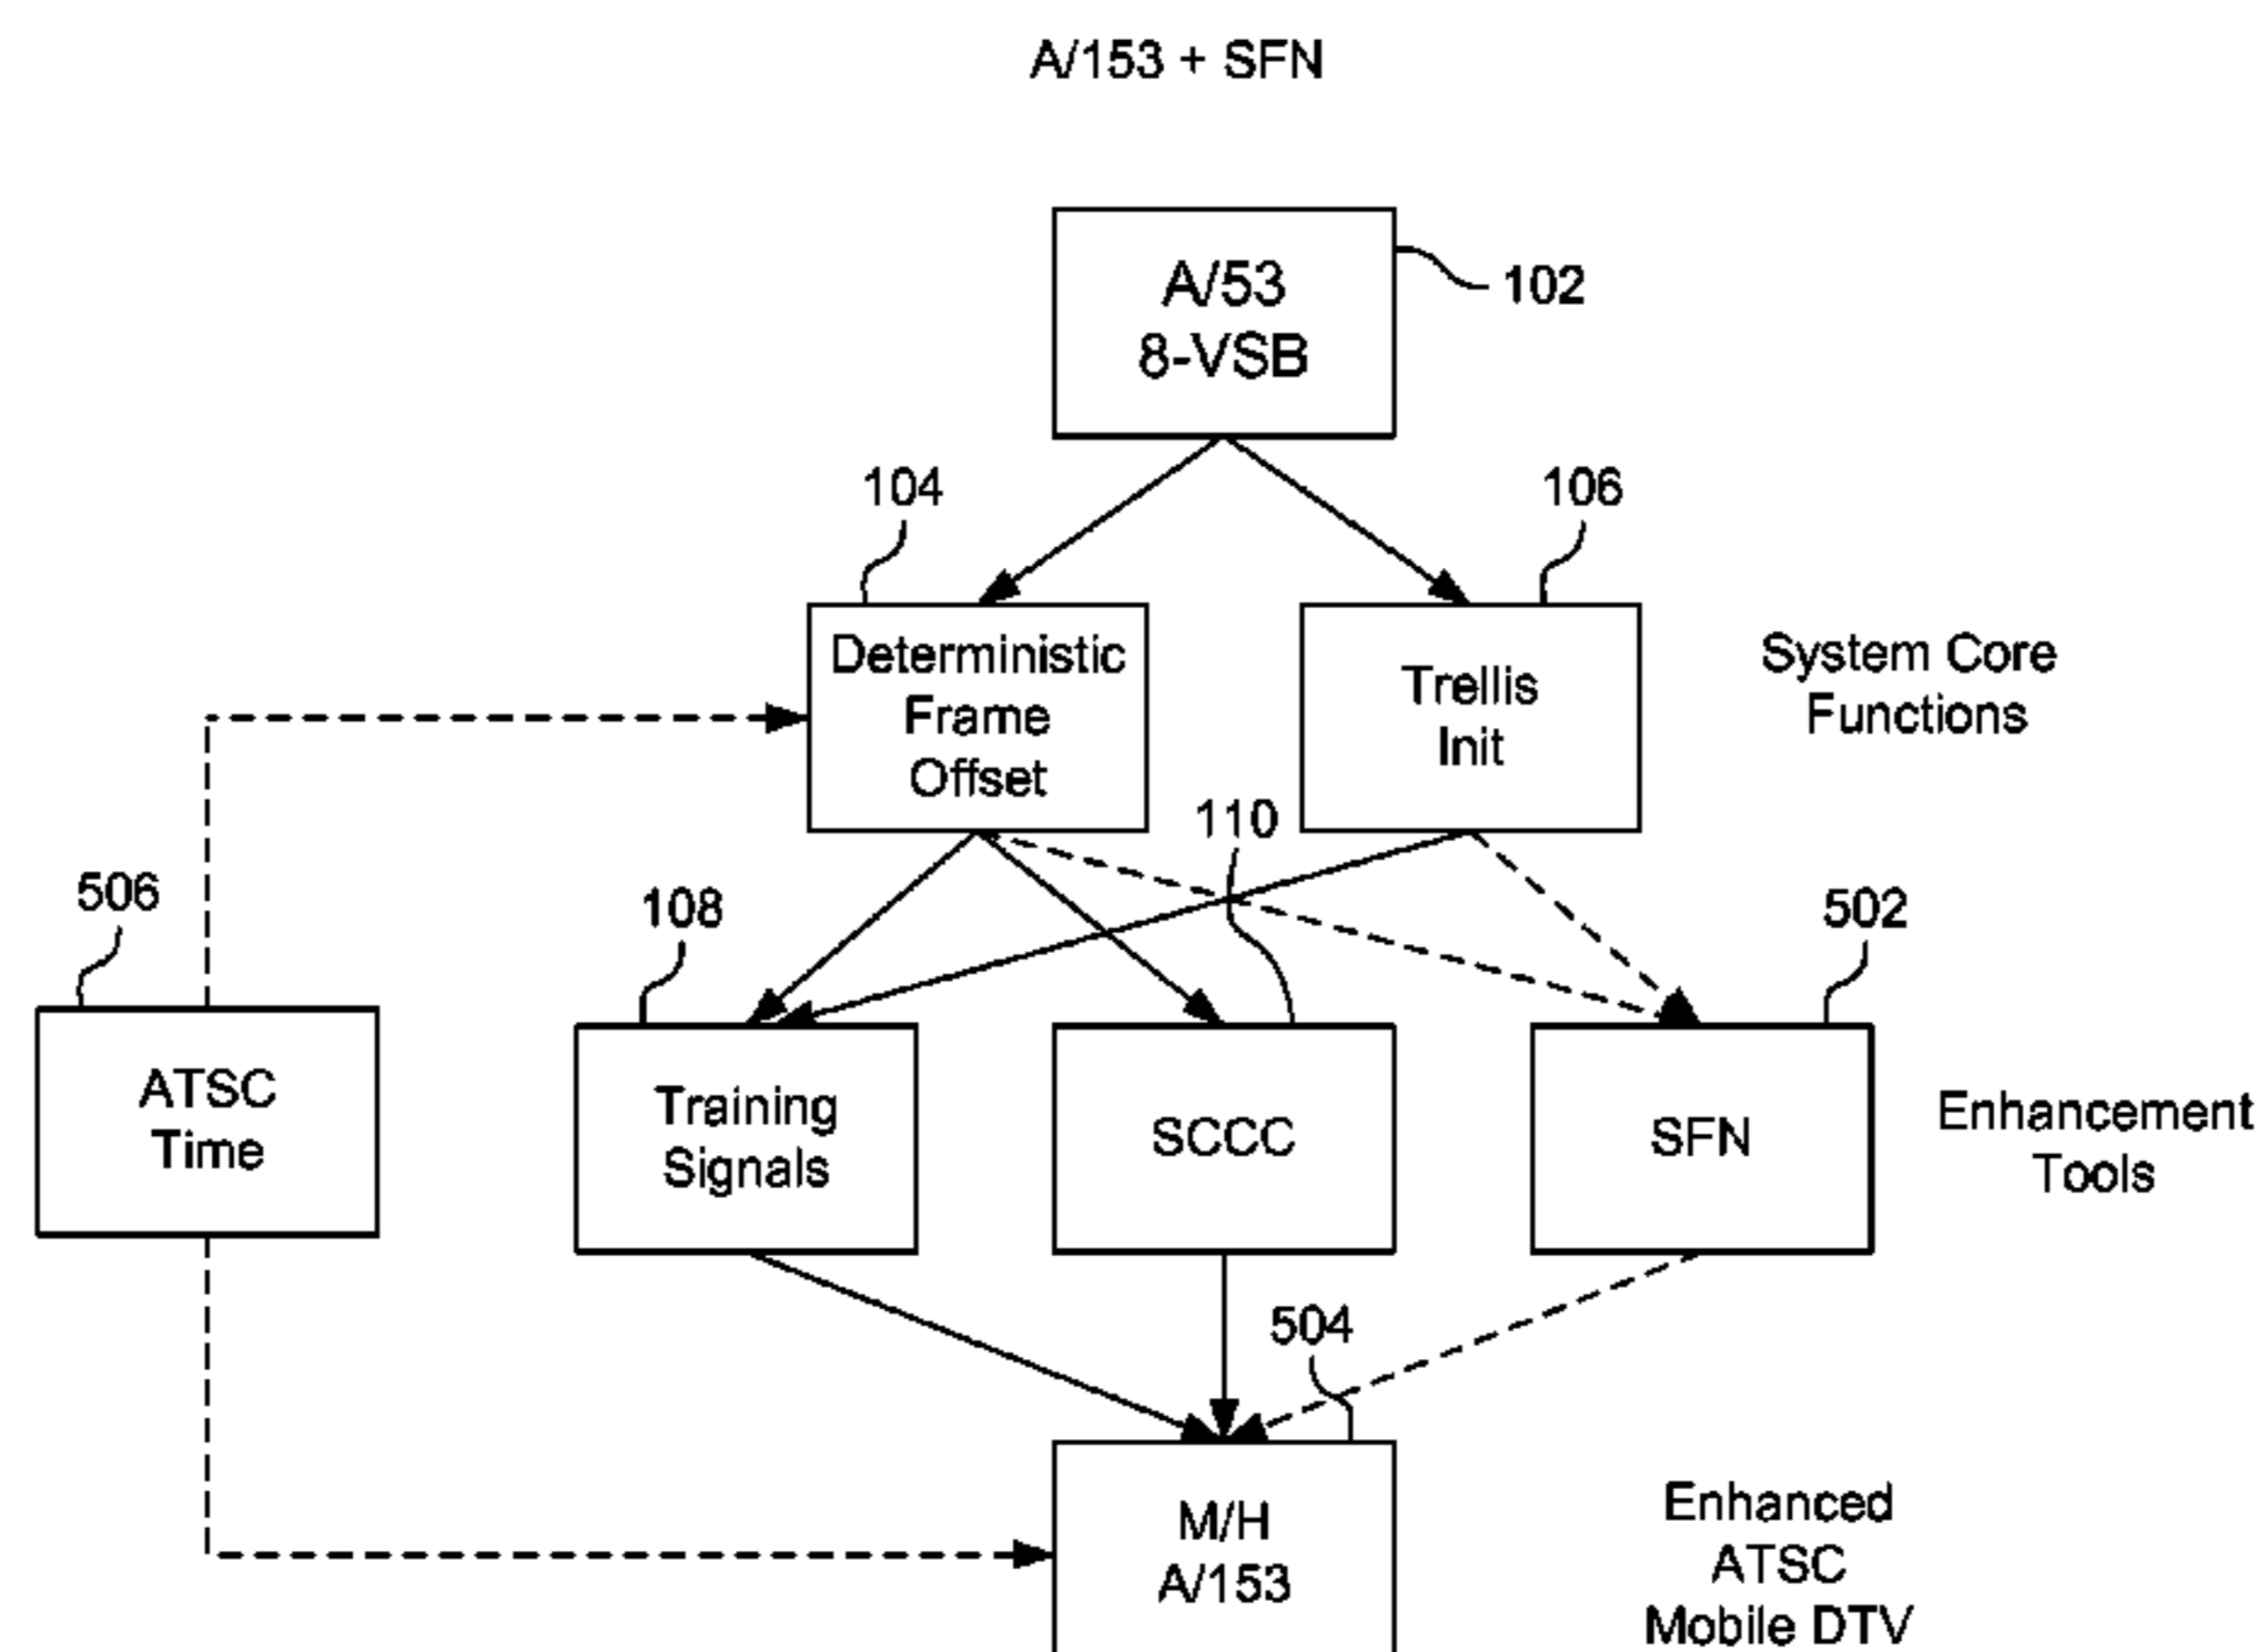 A/153 + SFN
A/53
8-VSB
102
104
106
Deterministic
Frame
Offset
Trellis
Init
System Core
Functions
110
506
108
502
ATSC
Time
Training
Signals
SCCC
SFN
Enhancement
Tools
504
M/H
A/153
Enhanced
ATSC
Mobile DTV